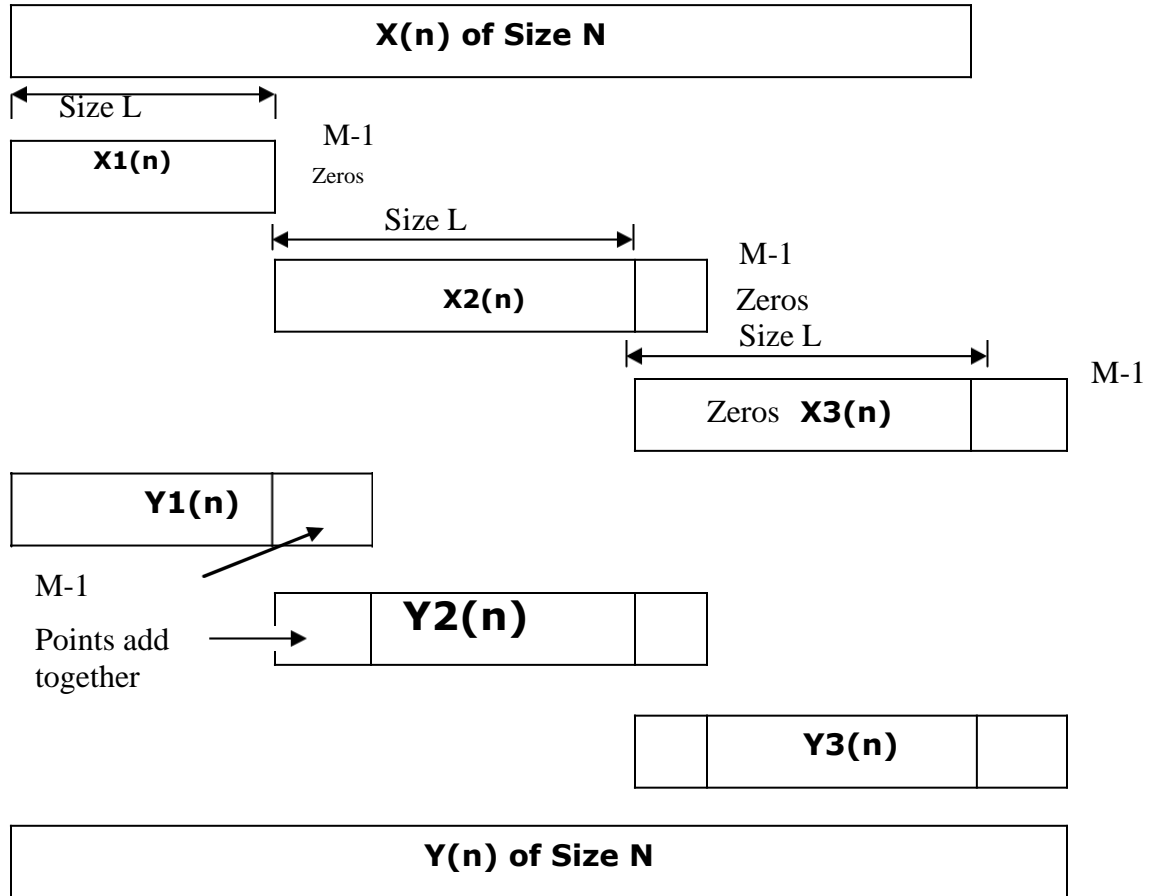 X(n) of Size N
Size L
M-1
X1(n)
Zeros
Size L
M-1
X2(n)
Zeros
Size L
M-1
Zeros X3(n)
Y1(n)
M-1
Y2(n)
Points add
together
Y3(n)
Y(n) of Size N